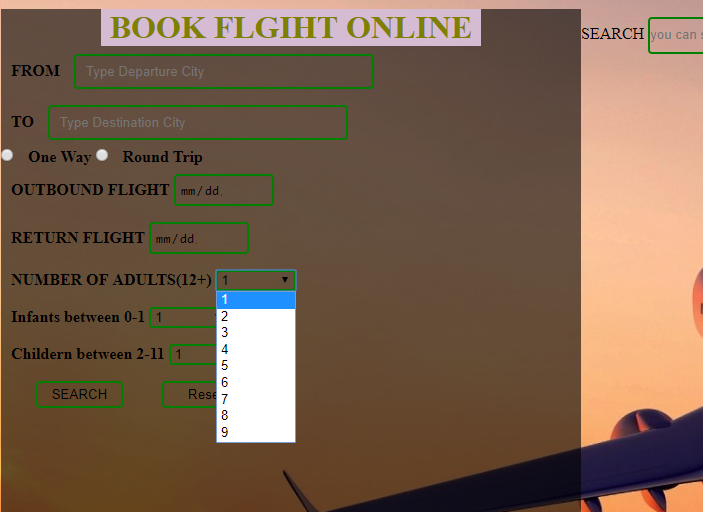 BOOK FLGIHT ONLINE
SEARCH you can s
FROM Type Departure City
TO Type Destination City
One Way Round Trip
OUTBOUND FLIGHT mm/dd.
RETURN FLIGHT mm/dd.
NUMBER OF ADULTS(12+) 1
1
2
Infants between 0-1 1
3
4
Childern between 2-11 1
5
6
SEARCH Rese
7
8
9